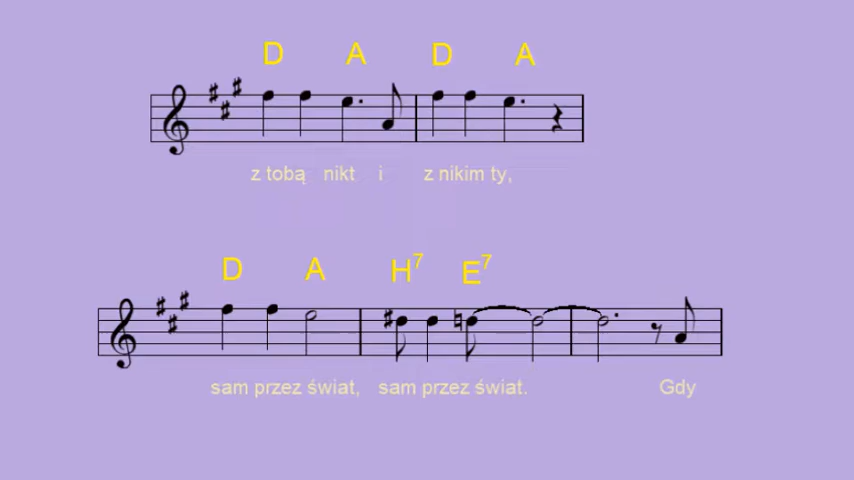 D A D A
z tobą nikt i z nikim ty,
D A H7 E7
sam przez świat, sam przez świat. Gdy